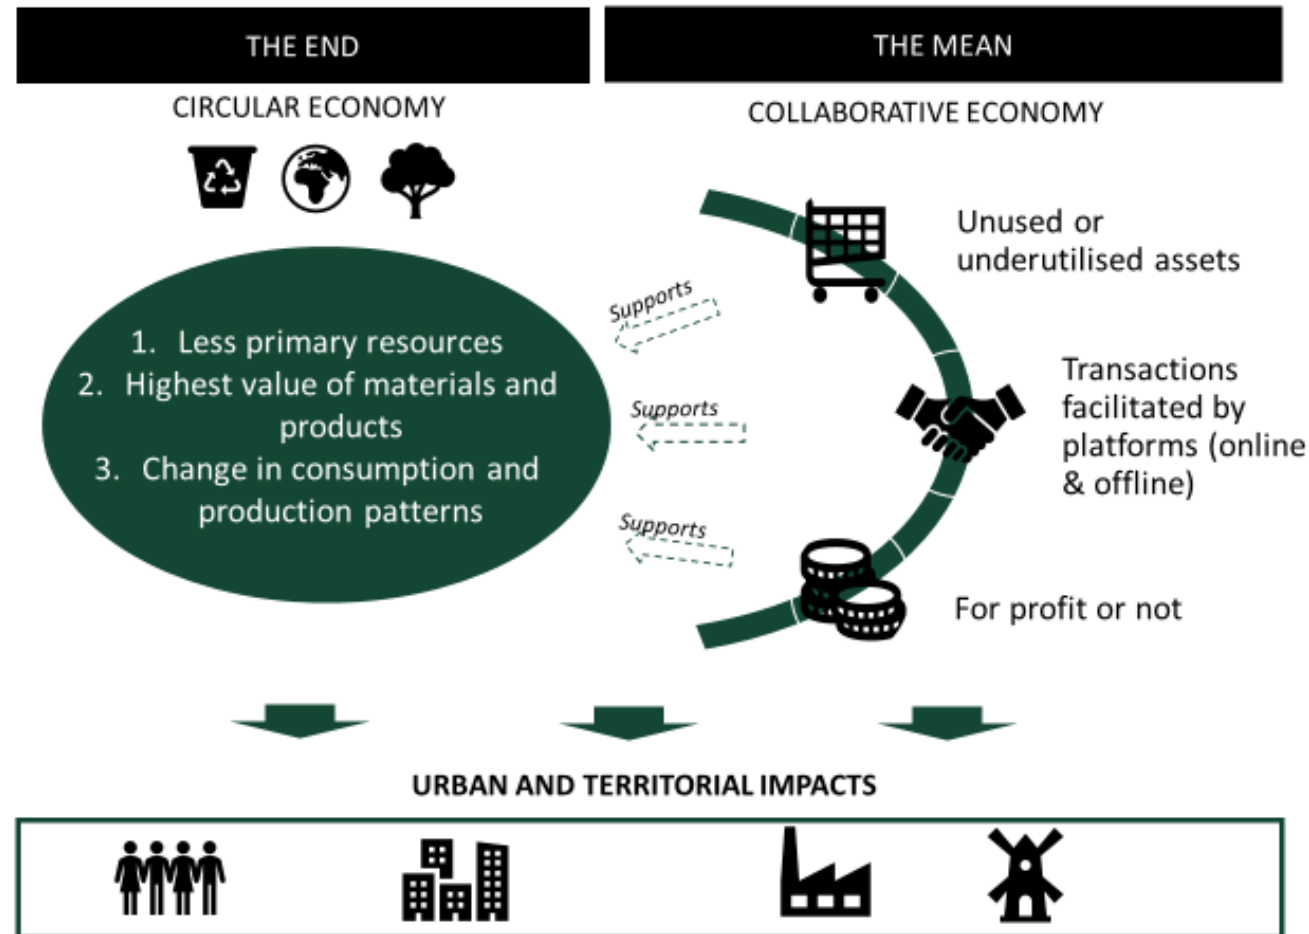 THE END
THE MEAN
CIRCULAR ECONOMY
COLLABORATIVE ECONOMY
1. Less primary resources
2. Highest value of materials and
products
3. Change in consumption and
production patterns
Supports
Supports
Supports
Unused or
underutilised assets
Transactions
facilitated by
platforms (online
& offline)
For profit or not
URBAN AND TERRITORIAL IMPACTS